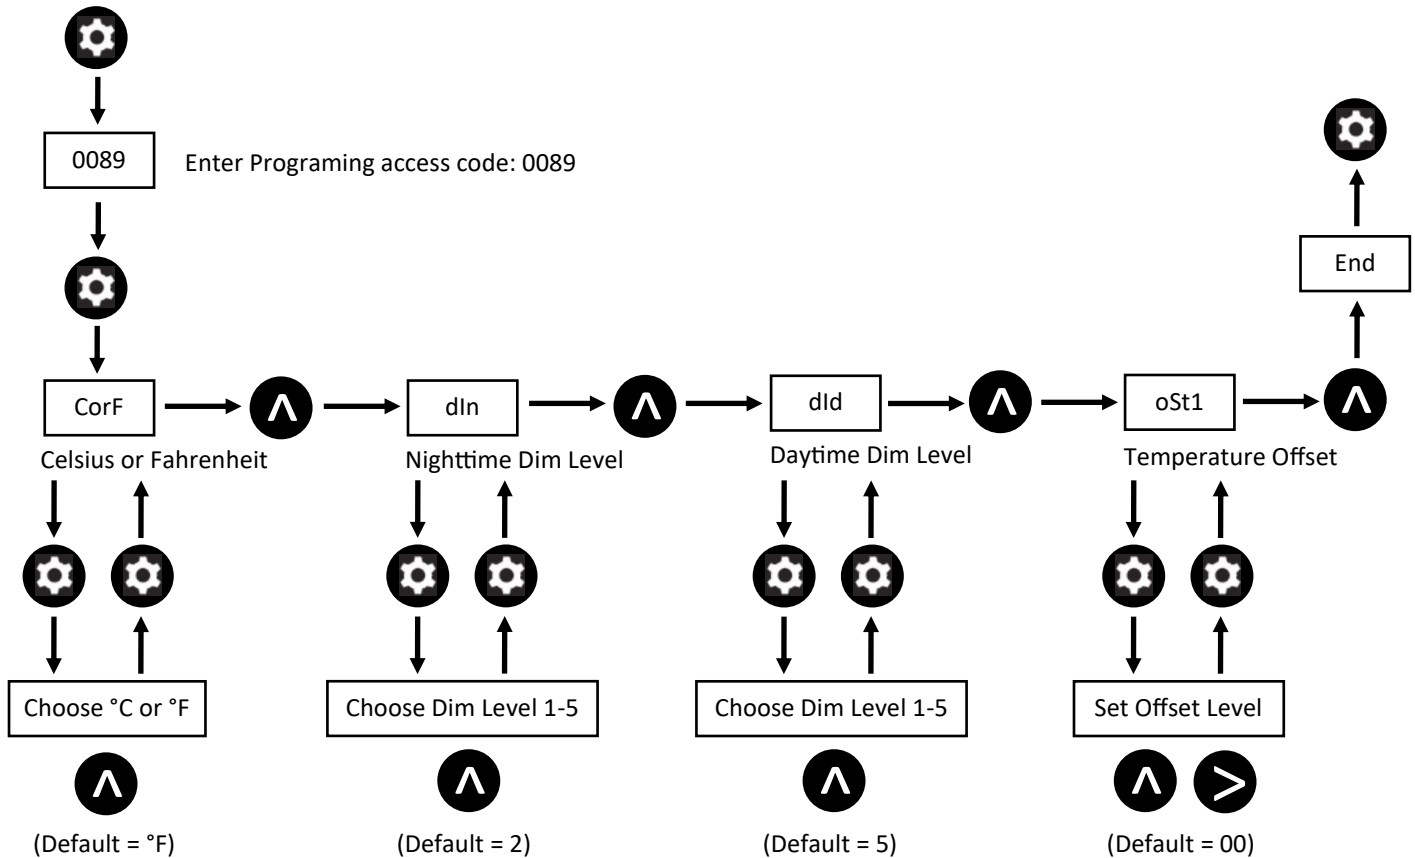 0089
Enter Programing access code: 0089
End
CorF
dIn
dId
oSt1
Celsius or Fahrenheit
Nighttime Dim Level
Daytime Dim Level
Temperature Offset
Choose °C or °F
Choose Dim Level 1-5
Choose Dim Level 1-5
Set Offset Level
(Default = °F)
(Default = 2)
(Default = 5)
(Default = 00)